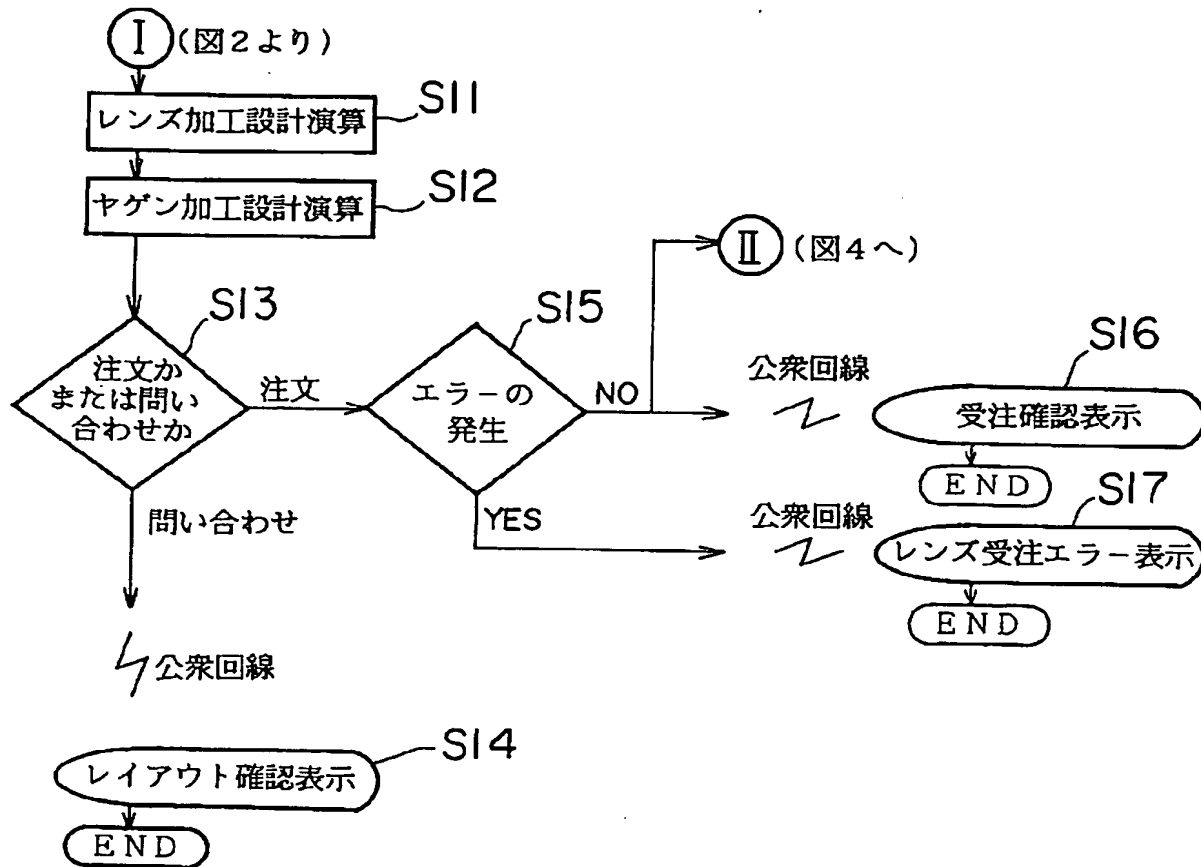 I (図2より)
S11
レンズ加工設計演算
S12
ヤゲン加工設計演算
II (図4へ)
S13
注文か
または問い
合わせか
注文
S15
エラーの
発生
NO
公衆回線
S16
受注確認表示
END
問い合わせ
YES
公衆回線
S17
レンズ受注エラー表示
END
公衆回線
S14
レイアウト確認表示
END